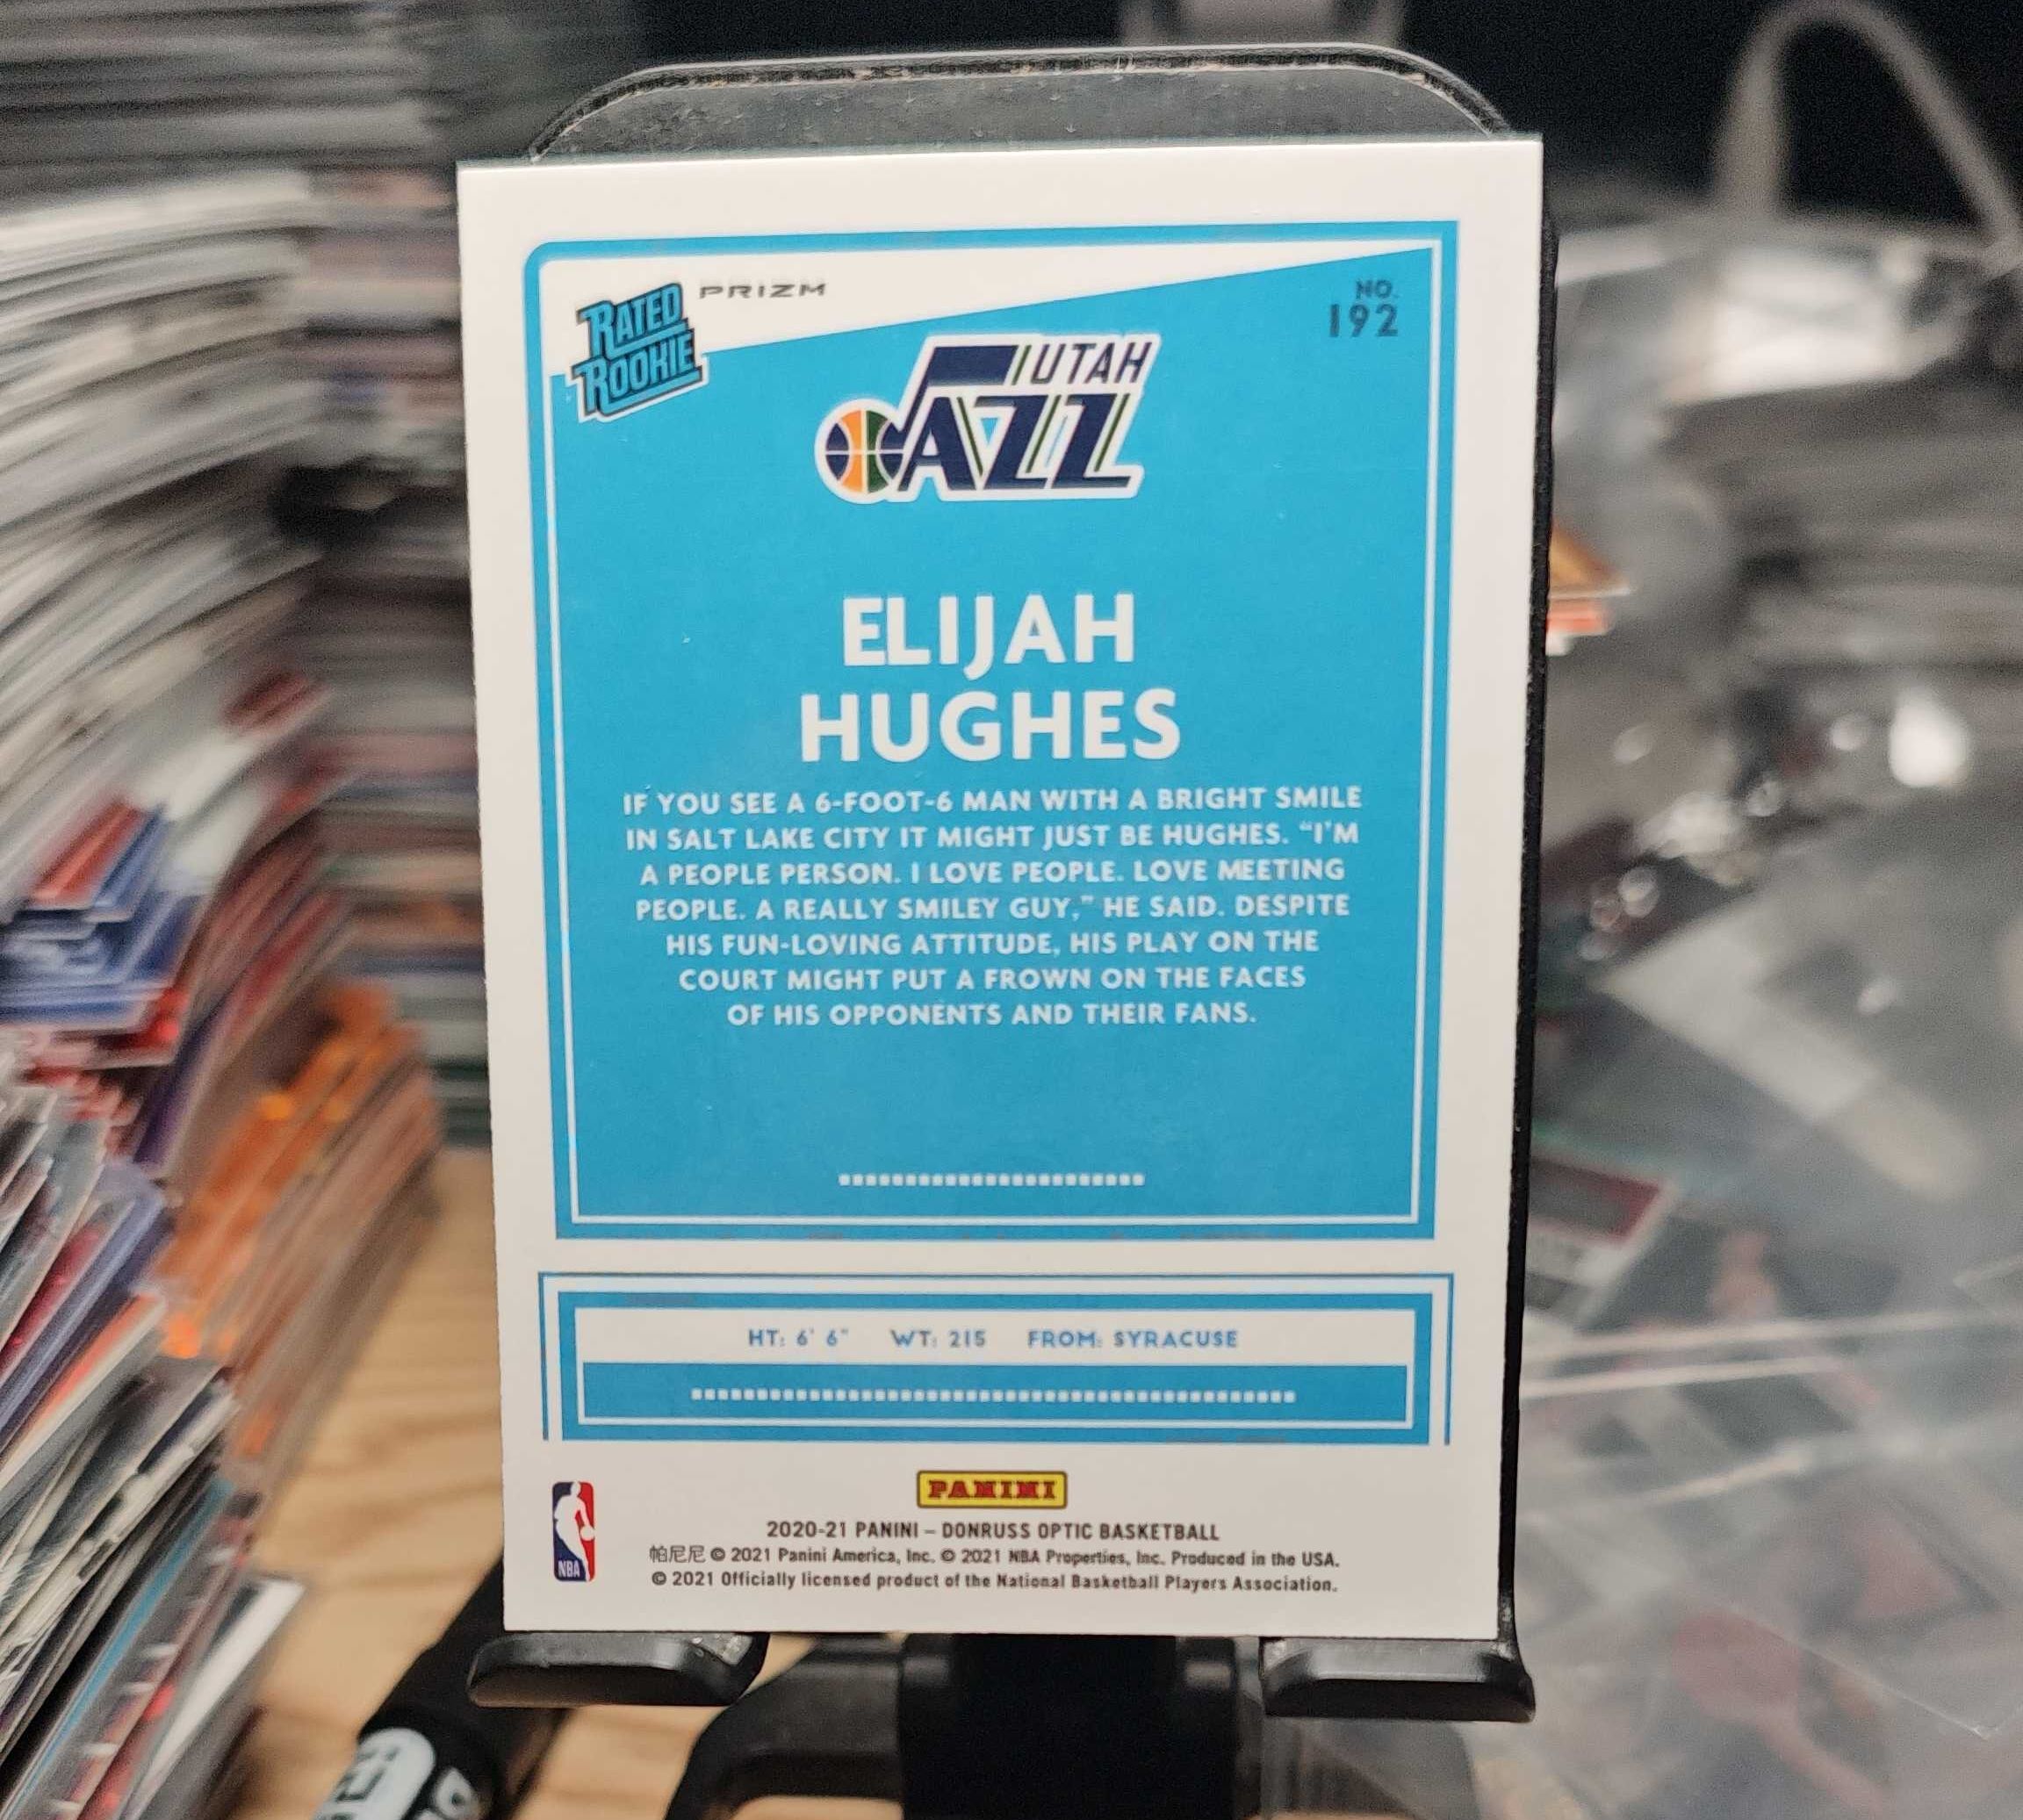 RATED
ROOKIE
PRIZM
NO.
192
UTAH
JAZZ
ELIJAH
HUGHES
IF YOU SEE A 6-FOOT-6 MAN WITH A BRIGHT SMILE
IN SALT LAKE CITY IT MIGHT JUST BE HUGHES. “I’M
A PEOPLE PERSON. I LOVE PEOPLE. LOVE MEETING
PEOPLE. A REALLY SMILEY GUY,” HE SAID. DESPITE
HIS FUN-LOVING ATTITUDE, HIS PLAY ON THE
COURT MIGHT PUT A FROWN ON THE FACES
OF HIS OPPONENTS AND THEIR FANS.
HT: 6' 6" WT: 215 FROM: SYRACUSE
PANINI
NBA
2020-21 PANINI – DONRUSS OPTIC BASKETBALL
帕尼尼 © 2021 Panini America, Inc. © 2021 NBA Properties, Inc. Produced in the USA.
© 2021 Officially licensed product of the National Basketball Players Association.